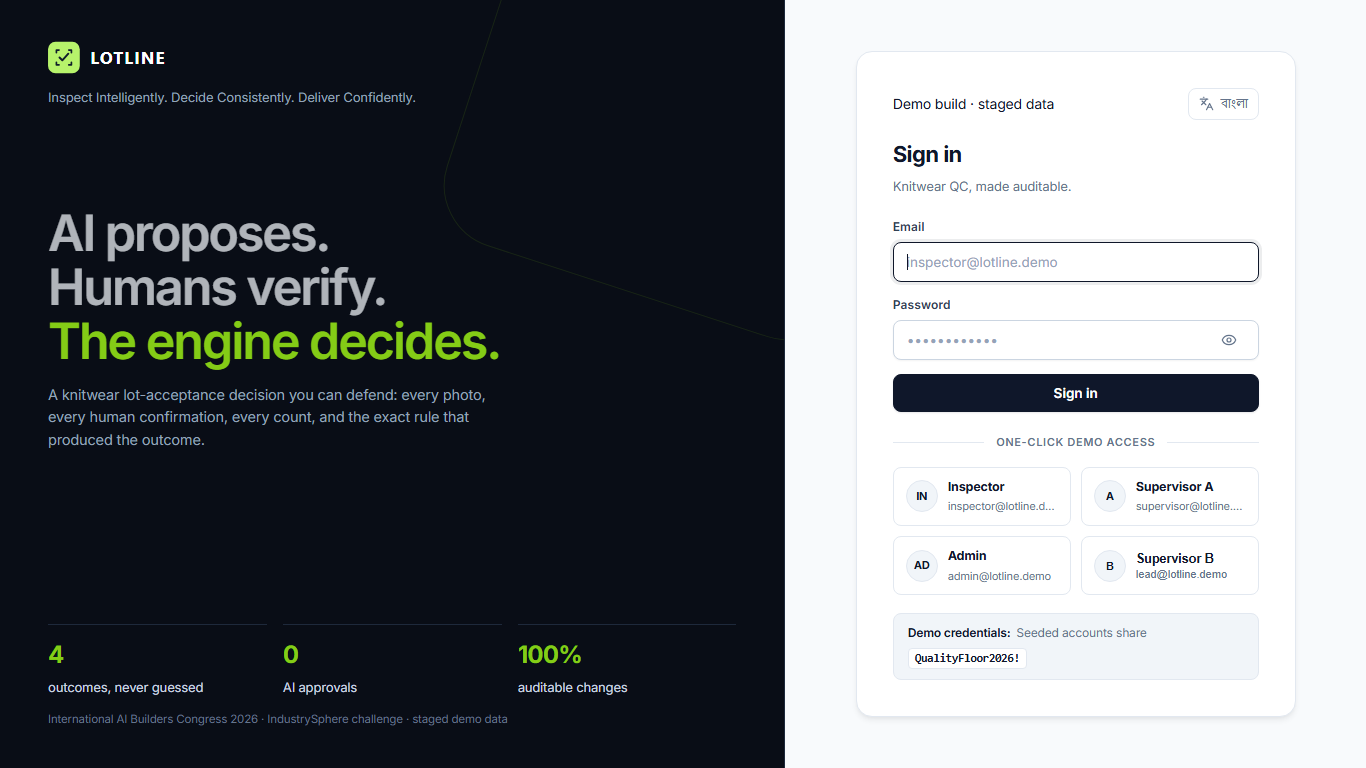 LOTLINE
Inspect Intelligently. Decide Consistently. Deliver Confidently.
AI proposes.
Humans verify.
The engine decides.
A knitwear lot-acceptance decision you can defend: every photo,
every human confirmation, every count, and the exact rule that
produced the outcome.
4
outcomes, never guessed
0
AI approvals
100%
auditable changes
International AI Builders Congress 2026 · IndustrySphere challenge · staged demo data
Demo build · staged data
বাংলা
Sign in
Knitwear QC, made auditable.
Email
inspector@lotline.demo
Password
••••••••••••
Sign in
ONE-CLICK DEMO ACCESS
IN
Inspector
inspector@lotline.d...
A
Supervisor A
supervisor@lotline....
AD
Admin
admin@lotline.demo
B
Supervisor B
lead@lotline.demo
Demo credentials: Seeded accounts share
QualityFloor2026!